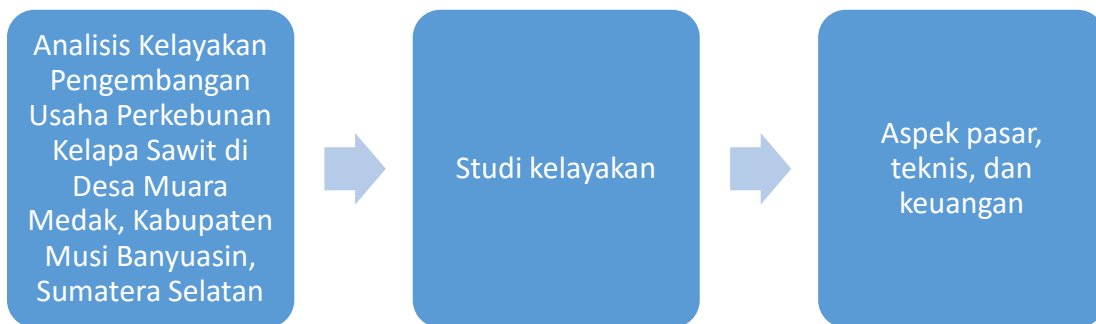 Analisis Kelayakan
Pengembangan
Usaha Perkebunan
Kelapa Sawit di
Desa Muara
Medak, Kabupaten
Musi Banyuasin,
Sumatera Selatan
Studi kelayakan
Aspek pasar,
teknis, dan
keuangan